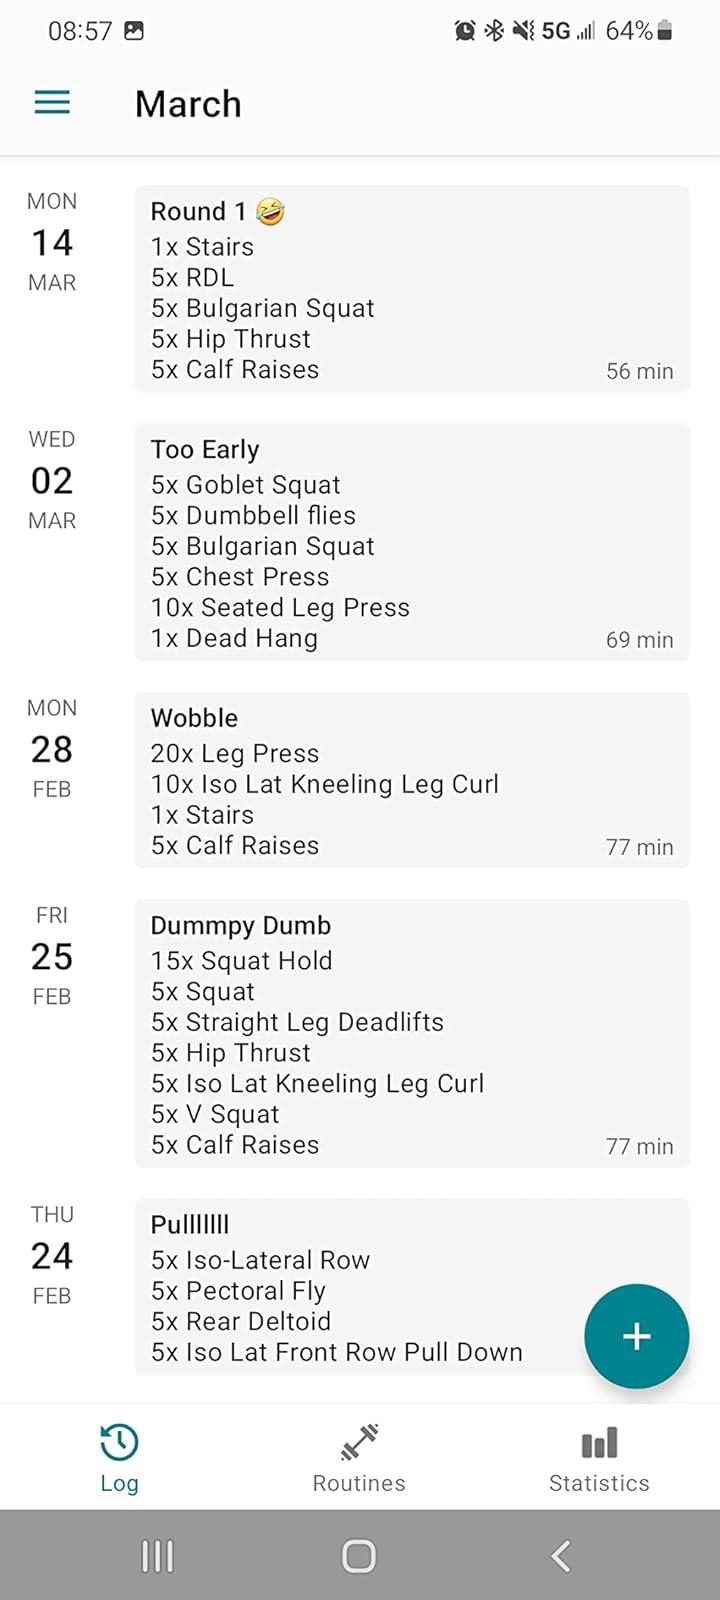 08:57 5G 64%
March
MON
14
MAR
Round 1 🤣
1x Stairs
5x RDL
5x Bulgarian Squat
5x Hip Thrust
5x Calf Raises
56 min
WED
02
MAR
Too Early
5x Goblet Squat
5x Dumbbell flies
5x Bulgarian Squat
5x Chest Press
10x Seated Leg Press
1x Dead Hang
69 min
MON
28
FEB
Wobble
20x Leg Press
10x Iso Lat Kneeling Leg Curl
1x Stairs
5x Calf Raises
77 min
FRI
25
FEB
Dummpy Dumb
15x Squat Hold
5x Squat
5x Straight Leg Deadlifts
5x Hip Thrust
5x Iso Lat Kneeling Leg Curl
5x V Squat
5x Calf Raises
77 min
THU
24
FEB
Pulllllll
5x Iso-Lateral Row
5x Pectoral Fly
5x Rear Deltoid
5x Iso Lat Front Row Pull Down
+
Log
Routines
Statistics